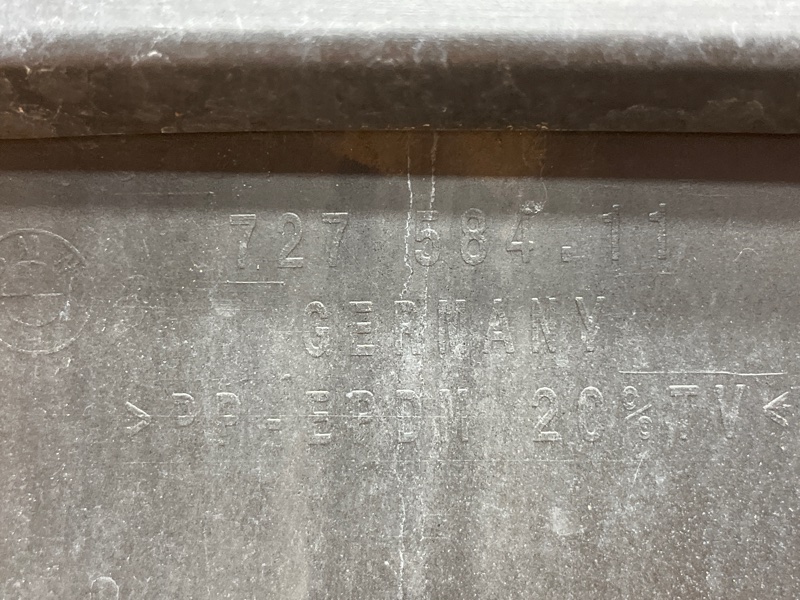 727 584.11
GERMANY
>PP-EPDM 20%TV<